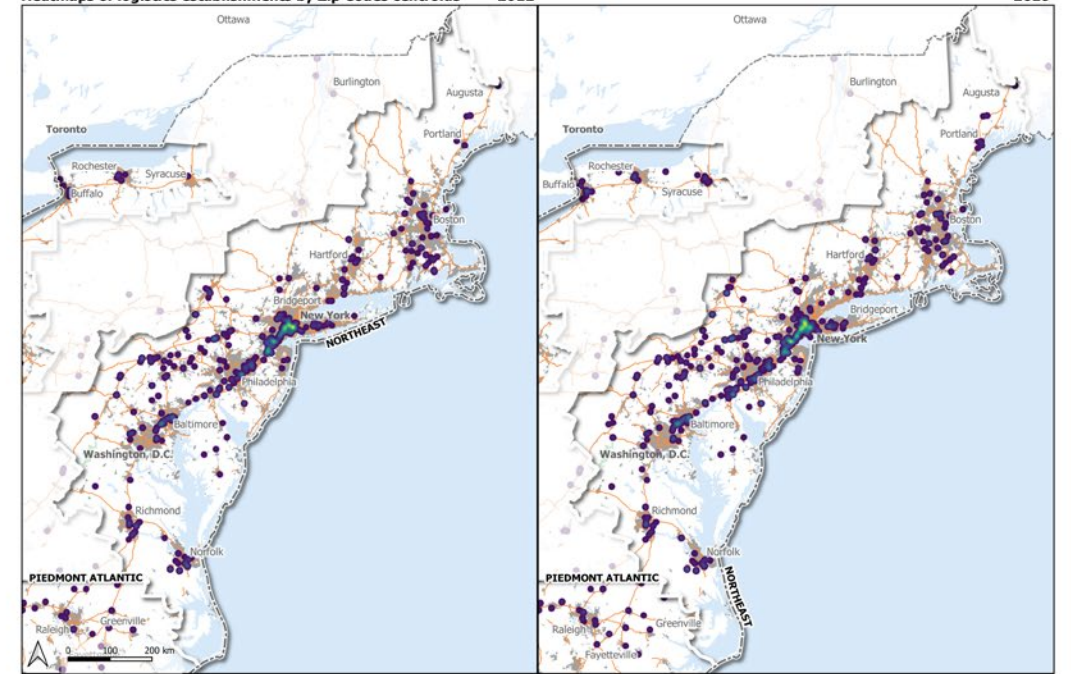 Ottawa
Burlington
Augusta
Toronto
Portland
Rochester
Syracuse
Buffalo
Boston
Hartford
Bridgeport
New York
NORTHEAST
Philadelphia
Baltimore
Washington, D.C.
Richmond
Norfolk
PIEDMONT ATLANTIC
Greenville
Raleigh
0 100 200 km
Ottawa
Burlington
Augusta
Toronto
Portland
Rochester
Buffalo
Syracuse
Boston
Hartford
Bridgeport
New York
Philadelphia
Baltimore
Washington, D.C.
Richmond
Norfolk
PIEDMONT ATLANTIC
NORTHEAST
Greenville
Raleigh
Fayetteville